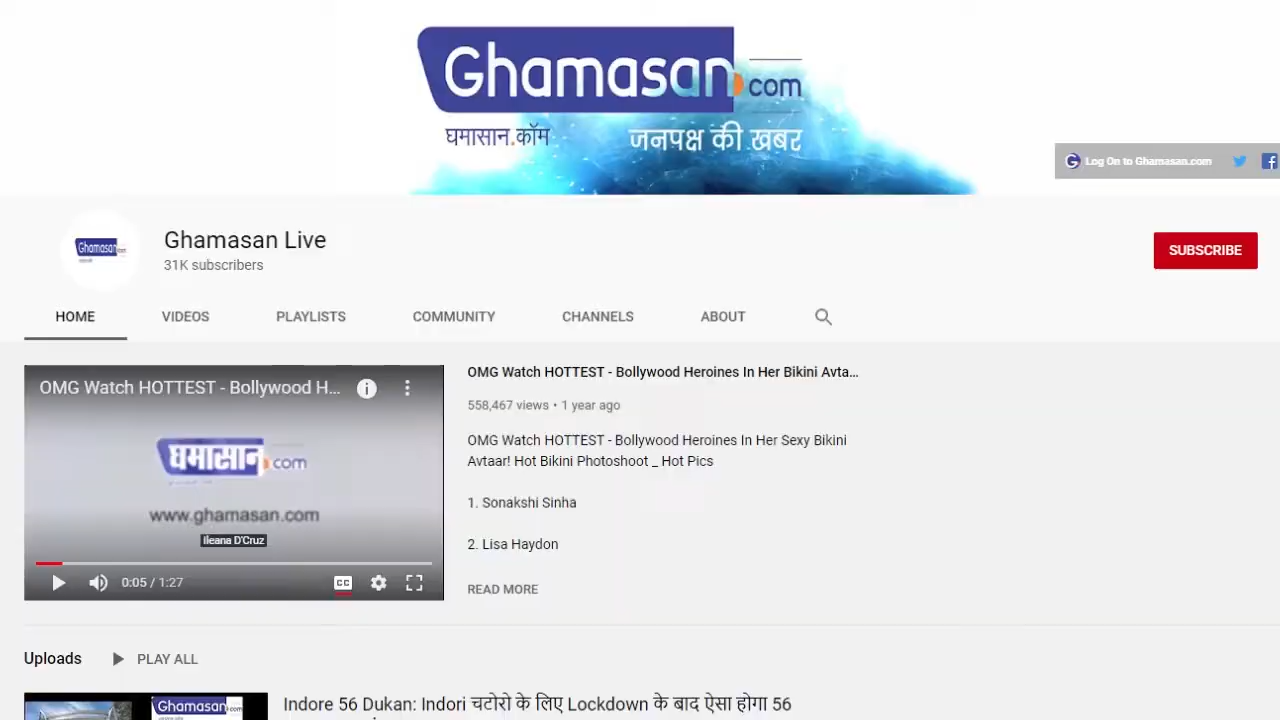 Ghamasan.com
घमासान.कॉम
जनपक्ष की खबर
Log On to Ghamasan.com
Ghamasan
Ghamasan Live
31K subscribers
SUBSCRIBE
HOME VIDEOS PLAYLISTS COMMUNITY CHANNELS ABOUT
OMG Watch HOTTEST - Bollywood H...
घमासान.com
www.ghamasan.com
Ileana D'Cruz
0:05 / 1:27
CC
OMG Watch HOTTEST - Bollywood Heroines In Her Bikini Avta...
558,467 views • 1 year ago
OMG Watch HOTTEST - Bollywood Heroines In Her Sexy Bikini
Avtaar! Hot Bikini Photoshoot _ Hot Pics
1. Sonakshi Sinha
2. Lisa Haydon
READ MORE
Uploads PLAY ALL
Ghamasan.com
Indore 56 Dukan: Indori चटोरो के लिए Lockdown के बाद ऐसा होगा 56